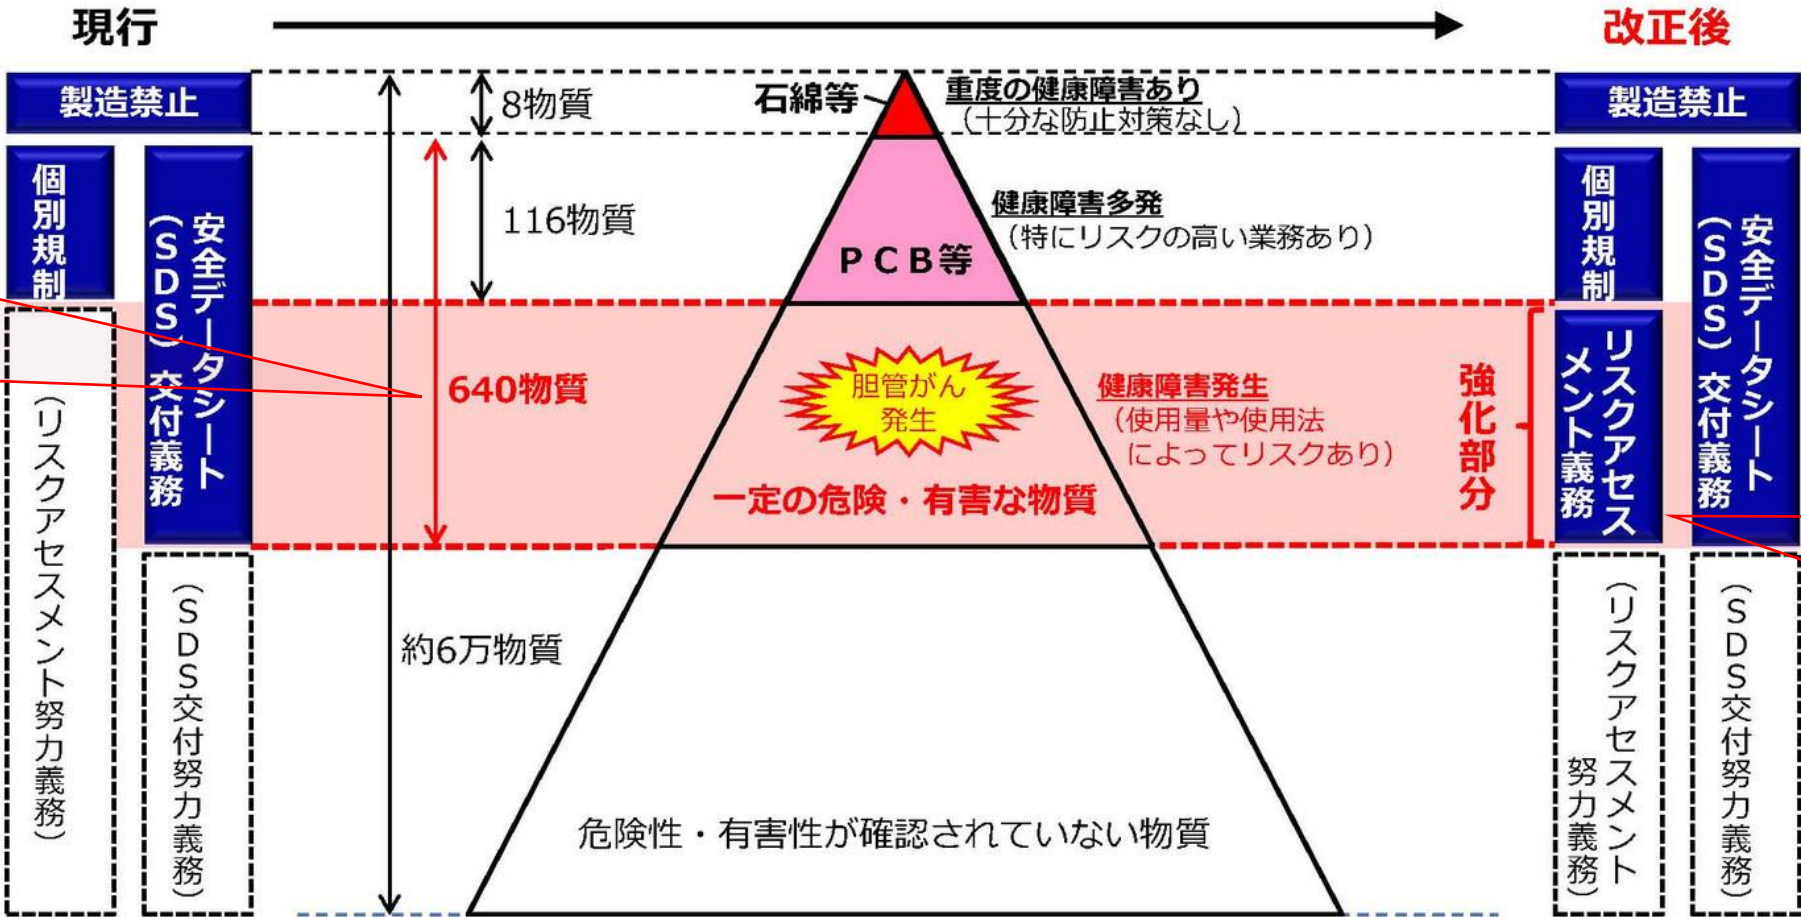 現行
改正後
製造禁止
8物質
石綿等
重度の健康障害あり
（十分な防止対策なし）
製造禁止
個別規制
安全データシート
（SDS）交付義務
116物質
健康障害多発
（特にリスクの高い業務あり）
PCB等
個別規制
安全データシート
（SDS）交付義務
640物質
胆管がん
発生
健康障害発生
（使用量や使用法
によってリスクあり）
一定の危険・有害な物質
強化部分
リスクアセス
メント義務
（リスクアセスメント努力義務）
（SDS交付努力義務）
約6万物質
危険性・有害性が確認されていない物質
（リスクアセスメント
努力義務）
（SDS交付努力義務）